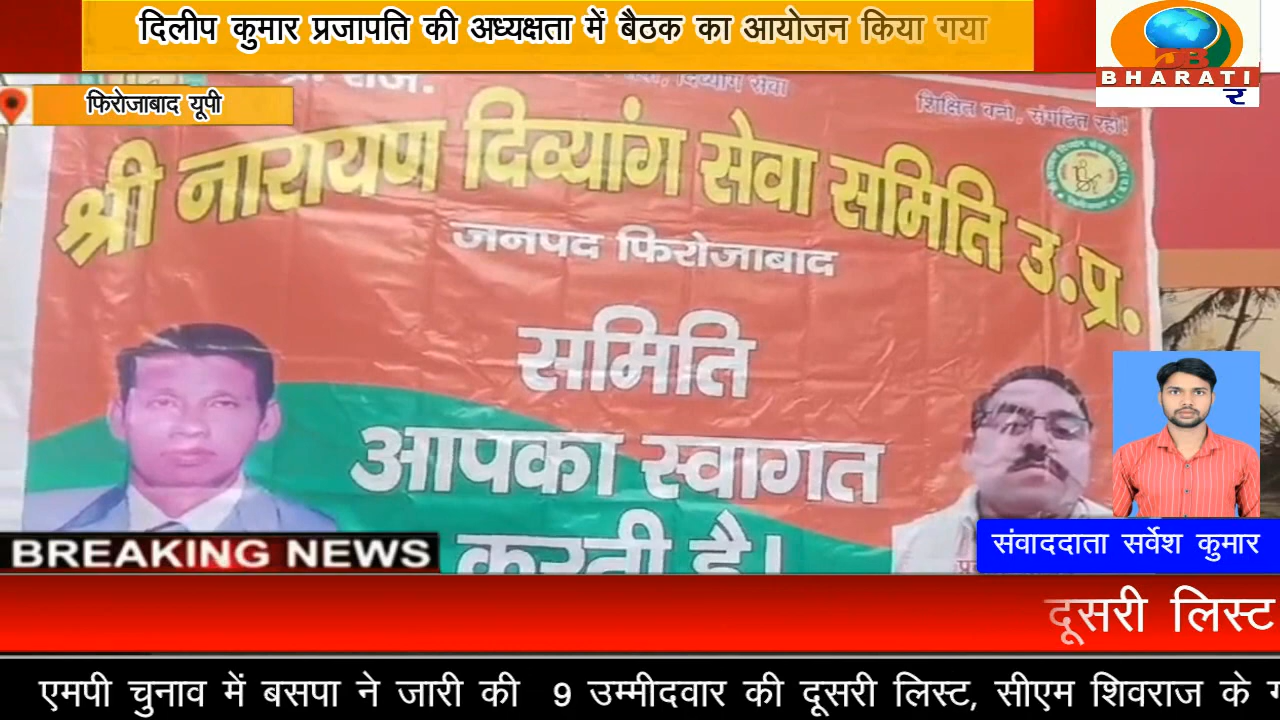 दिलीप कुमार प्रजापति की अध्यक्षता में बैठक का आयोजन किया गया
BHARATI
र
फिरोजाबाद यूपी
दिव्यांग सेवा
शिक्षित बनो, संगठित रहो!
श्री नारायण दिव्यांग सेवा समिति उ.प्र.
जनपद फिरोजाबाद
समिति
आपका स्वागत
करती है।
BREAKING NEWS
संवाददाता सर्वेश कुमार
दूसरी लिस्ट
एमपी चुनाव में बसपा ने जारी की 9 उम्मीदवार की दूसरी लिस्ट, सीएम शिवराज के